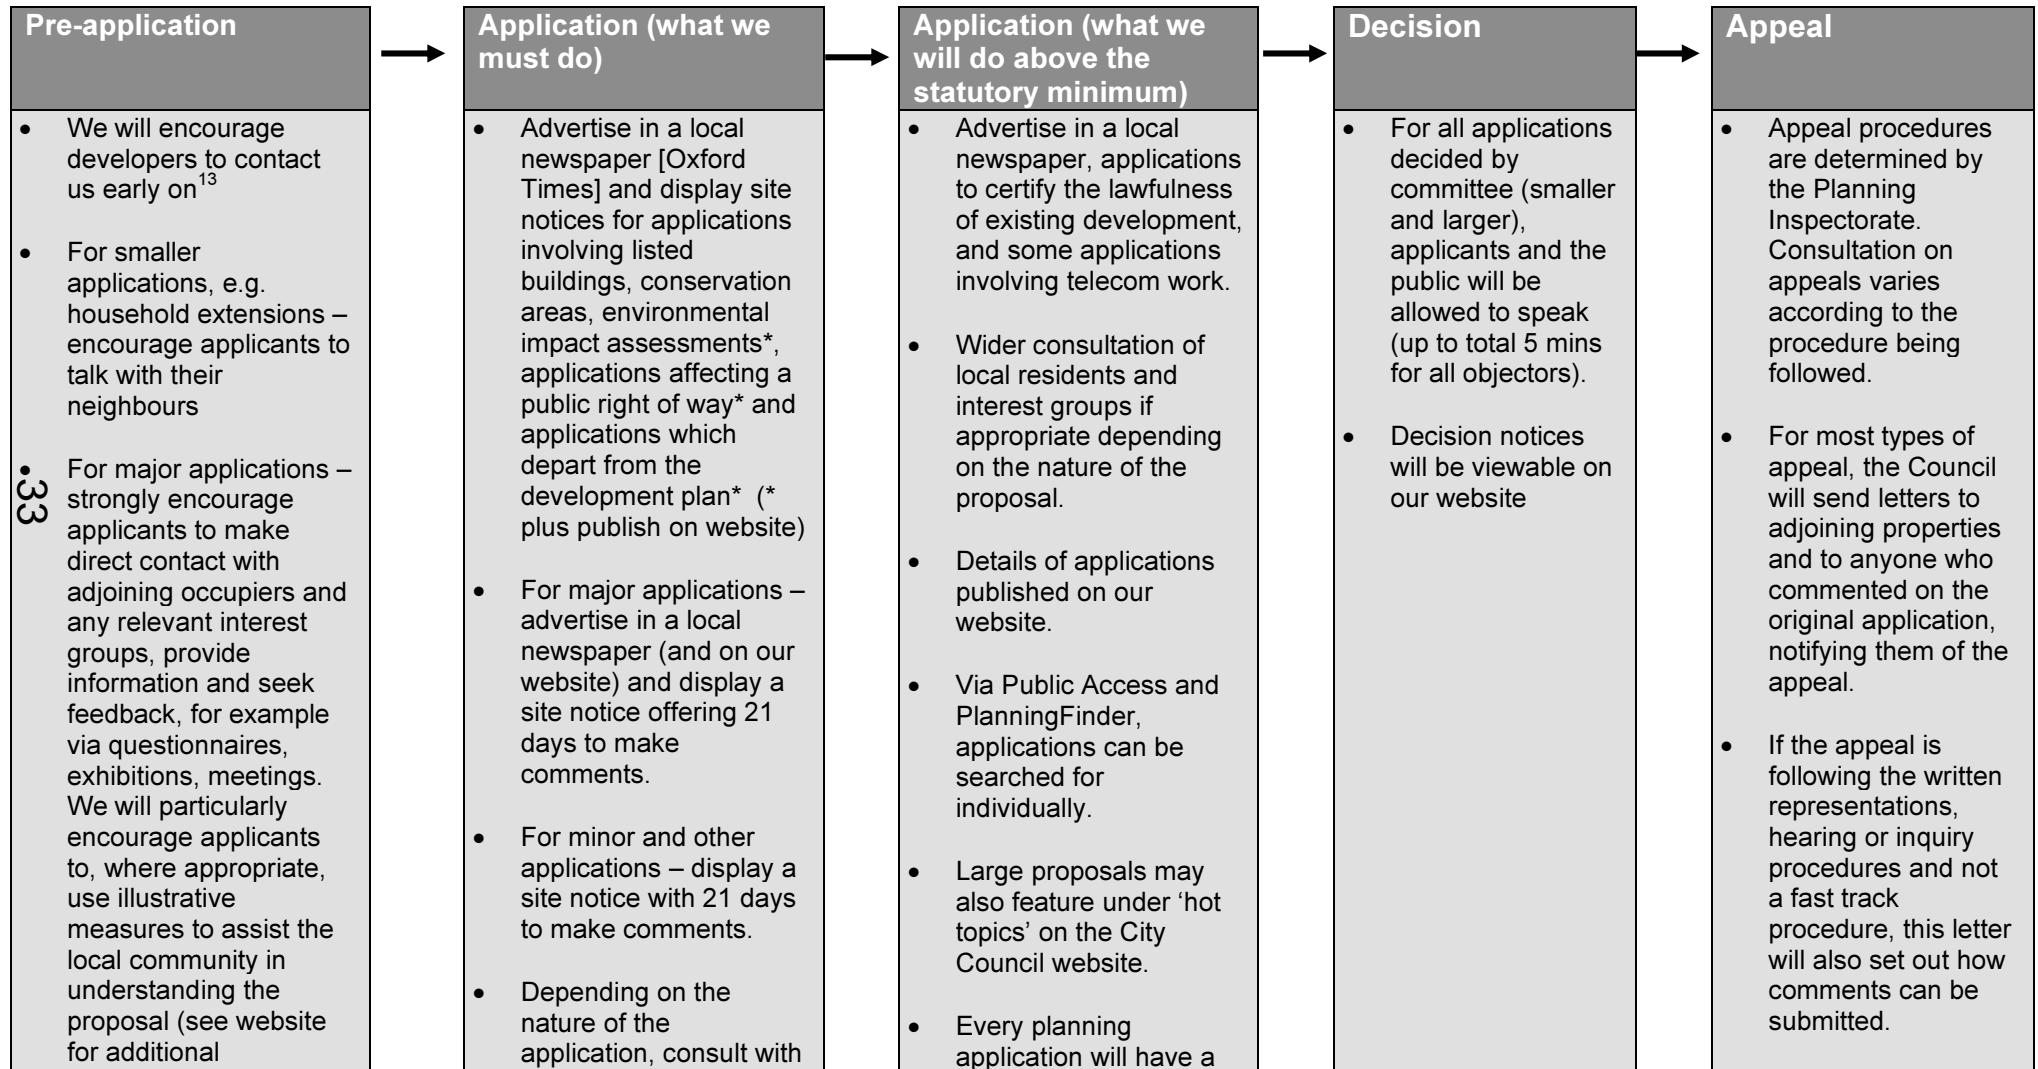 Pre-application
We will encourage
developers to contact
us early on13
For smaller
applications, e.g.
household extensions –
encourage applicants to
talk with their
neighbours
For major applications –
strongly encourage
applicants to make
direct contact with
adjoining occupiers and
any relevant interest
groups, provide
information and seek
feedback, for example
via questionnaires,
exhibitions, meetings.
We will particularly
encourage applicants
to, where appropriate,
use illustrative
measures to assist the
local community in
understanding the
proposal (see website
for additional
33
Application (what we
must do)
Advertise in a local
newspaper [Oxford
Times] and display site
notices for applications
involving listed
buildings, conservation
areas, environmental
impact assessments*,
applications affecting a
public right of way* and
applications which
depart from the
development plan* (*
plus publish on website)
For major applications –
advertise in a local
newspaper (and on our
website) and display a
site notice offering 21
days to make
comments.
For minor and other
applications – display a
site notice with 21 days
to make comments.
Depending on the
nature of the
application, consult with
Application (what we
will do above the
statutory minimum)
Advertise in a local
newspaper, applications
to certify the lawfulness
of existing development,
and some applications
involving telecom work.
Wider consultation of
local residents and
interest groups if
appropriate depending
on the nature of the
proposal.
Details of applications
published on our
website.
Via Public Access and
PlanningFinder,
applications can be
searched for
individually.
Large proposals may
also feature under ‘hot
topics’ on the City
Council website.
Every planning
application will have a
Decision
For all applications
decided by
committee (smaller
and larger),
applicants and the
public will be
allowed to speak
(up to total 5 mins
for all objectors).
Decision notices
will be viewable on
our website
Appeal
Appeal procedures
are determined by
the Planning
Inspectorate.
Consultation on
appeals varies
according to the
procedure being
followed.
For most types of
appeal, the Council
will send letters to
adjoining properties
and to anyone who
commented on the
original application,
notifying them of the
appeal.
If the appeal is
following the written
representations,
hearing or inquiry
procedures and not
a fast track
procedure, this letter
will also set out how
comments can be
submitted.